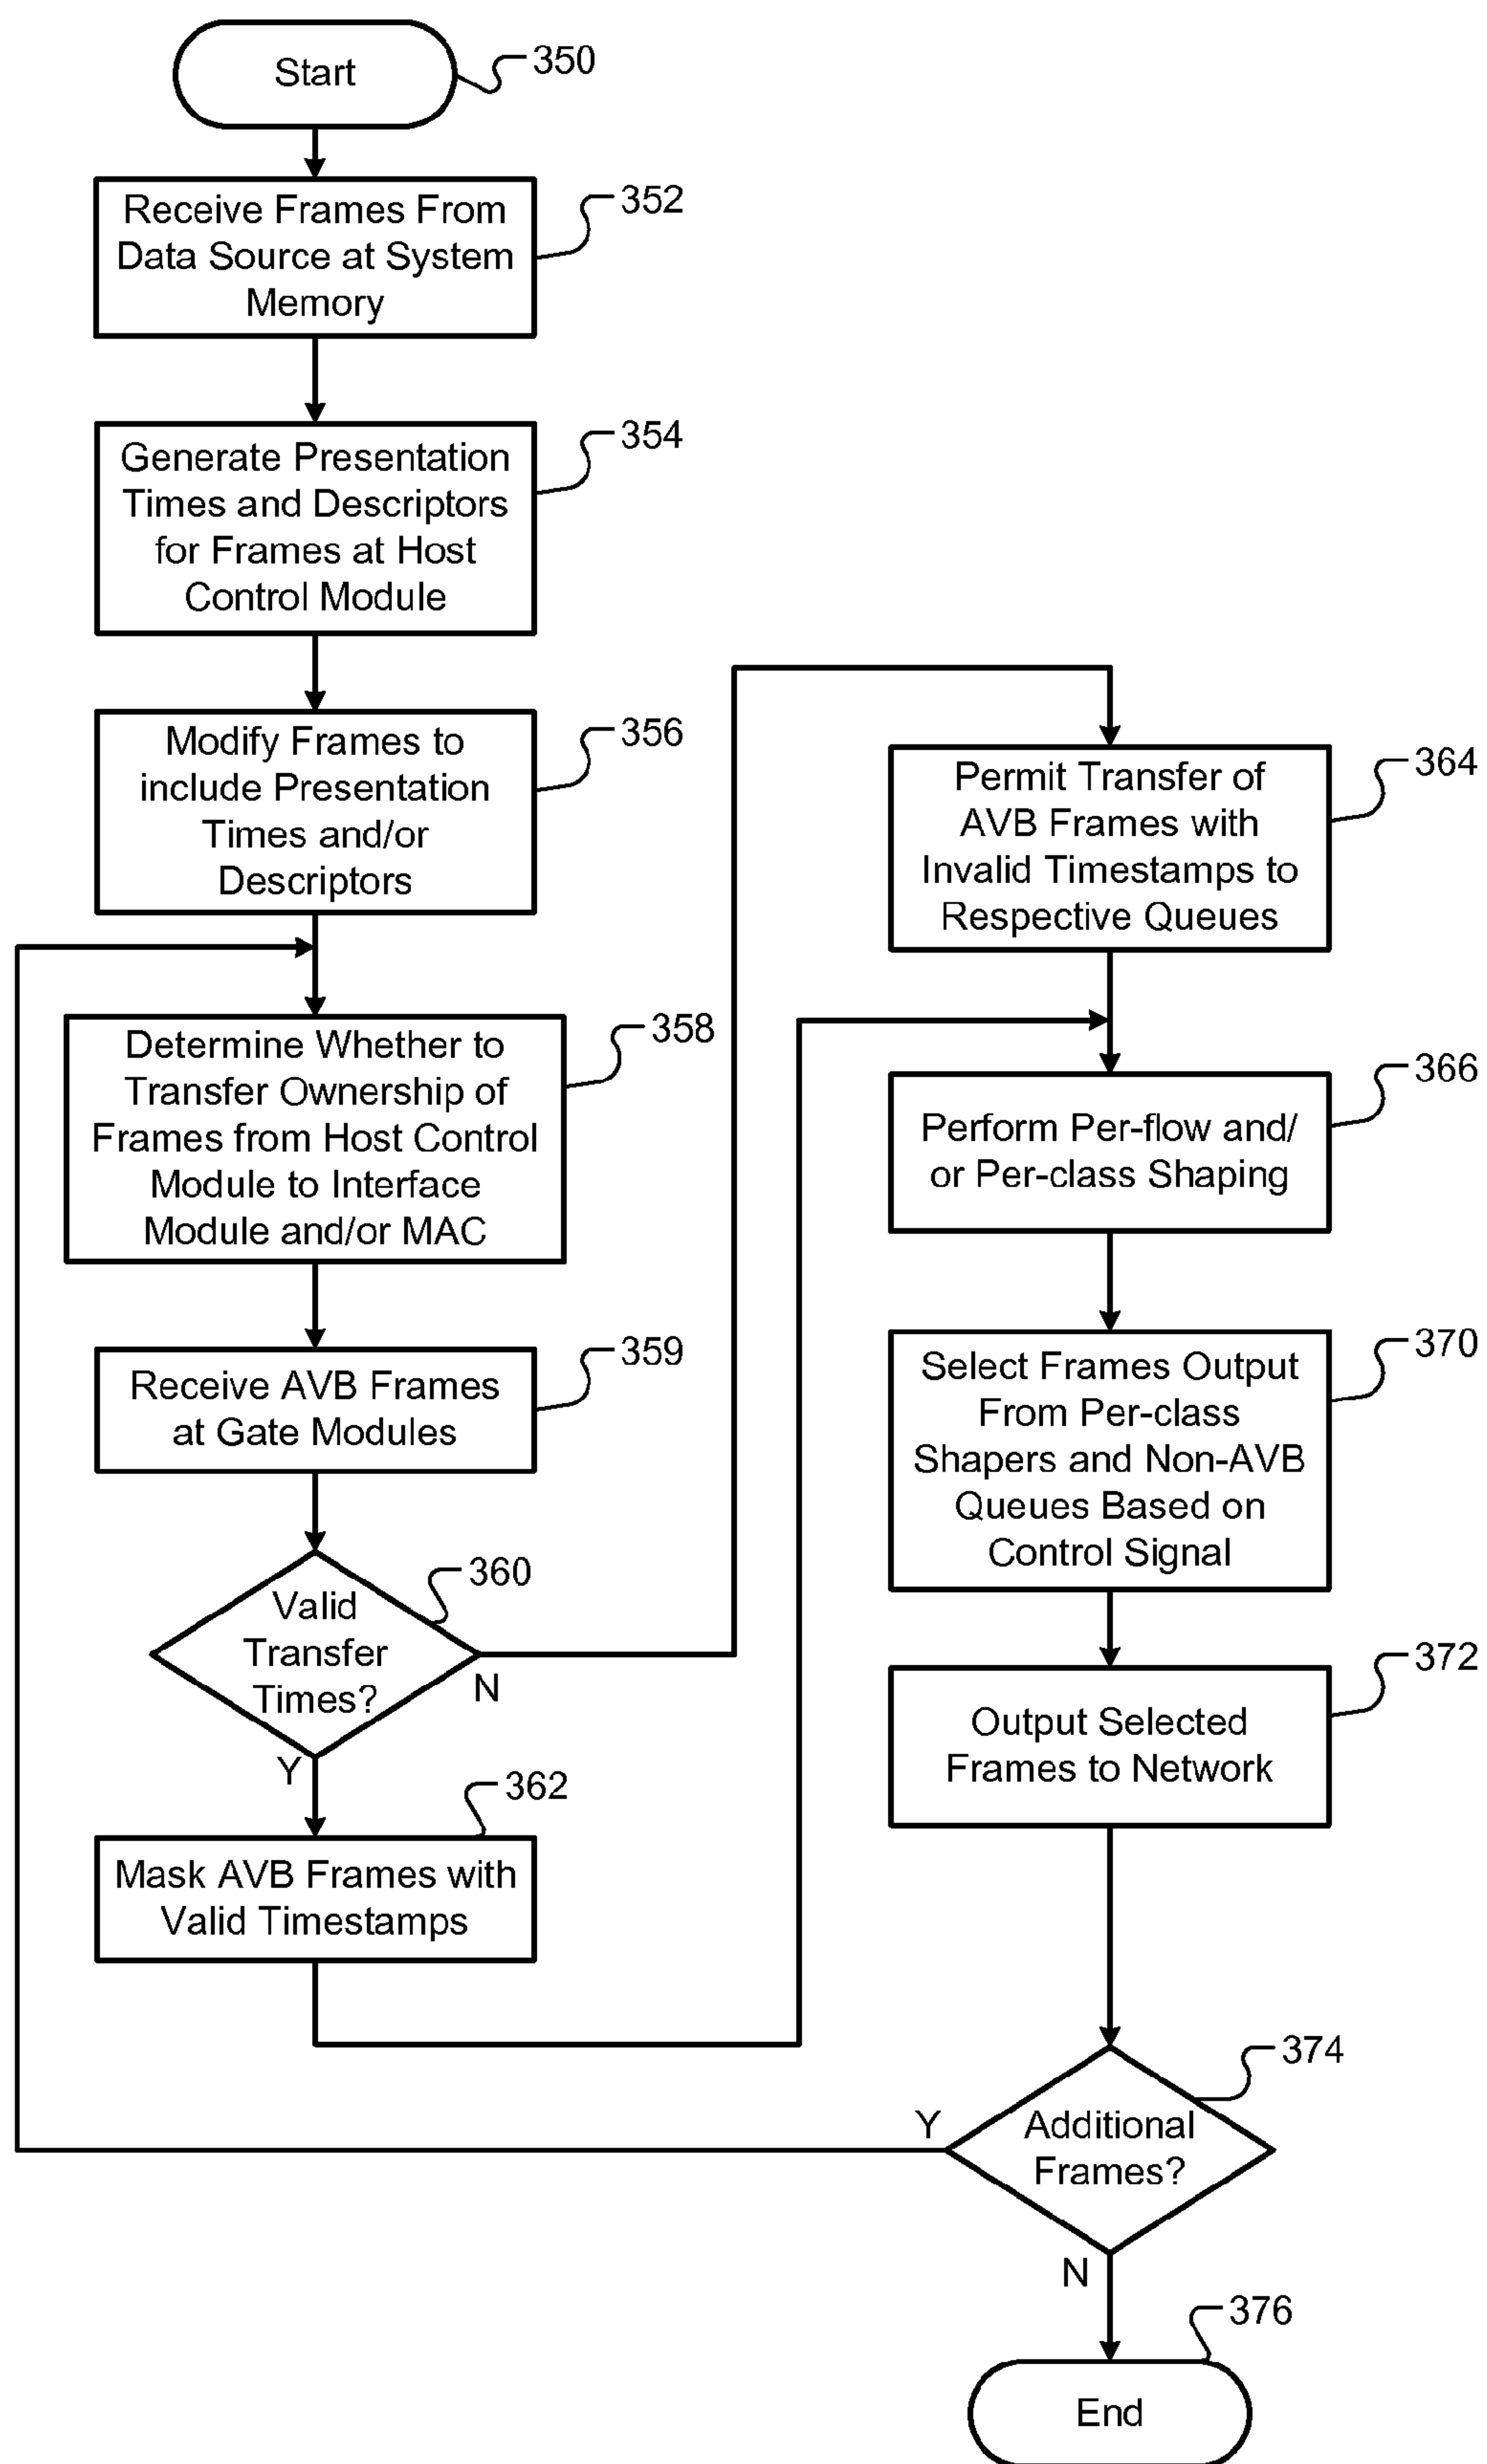 Start
350
Receive Frames From
Data Source at System
Memory
352
Generate Presentation
Times and Descriptors
for Frames at Host
Control Module
354
Modify Frames to
include Presentation
Times and/or
Descriptors
356
Determine Whether to
Transfer Ownership of
Frames from Host Control
Module to Interface
Module and/or MAC
358
Receive AVB Frames
at Gate Modules
359
Valid
Transfer
Times?
360
N
Y
Mask AVB Frames with
Valid Timestamps
362
Permit Transfer of
AVB Frames with
Invalid Timestamps to
Respective Queues
364
Perform Per-flow and/
or Per-class Shaping
366
Select Frames Output
From Per-class
Shapers and Non-AVB
Queues Based on
Control Signal
370
Output Selected
Frames to Network
372
Additional
Frames?
374
Y
N
End
376